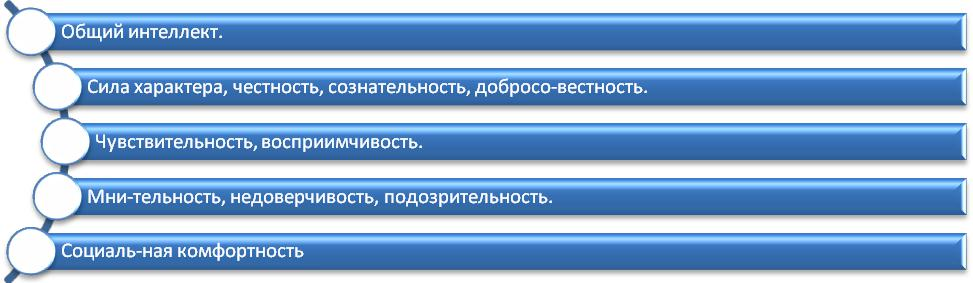 Общий интеллект.
Сила характера, честность, сознательность, добросо-вестность.
Чувствительность, восприимчивость.
Мни-тельность, недоверчивость, подозрительность.
Социаль-ная комфортность